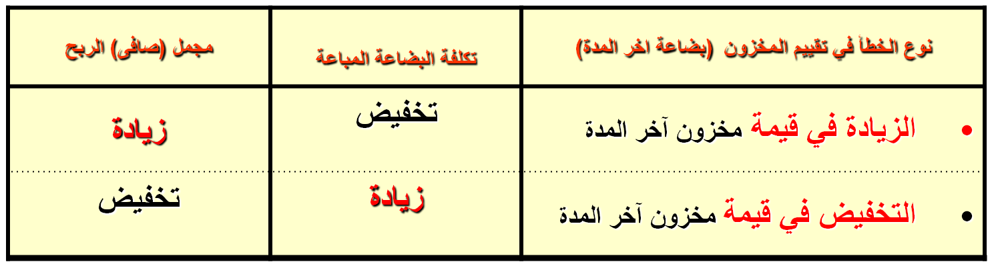 نوع الخطأ في تقييم المخزون (بضاعة اخر المدة)
تكلفة البضاعة المباعة
مجمل (صافى) الربح
• الزيادة في قيمة مخزون آخر المدة
تخفيض
زيادة
• التخفيض في قيمة مخزون آخر المدة
زيادة
تخفيض